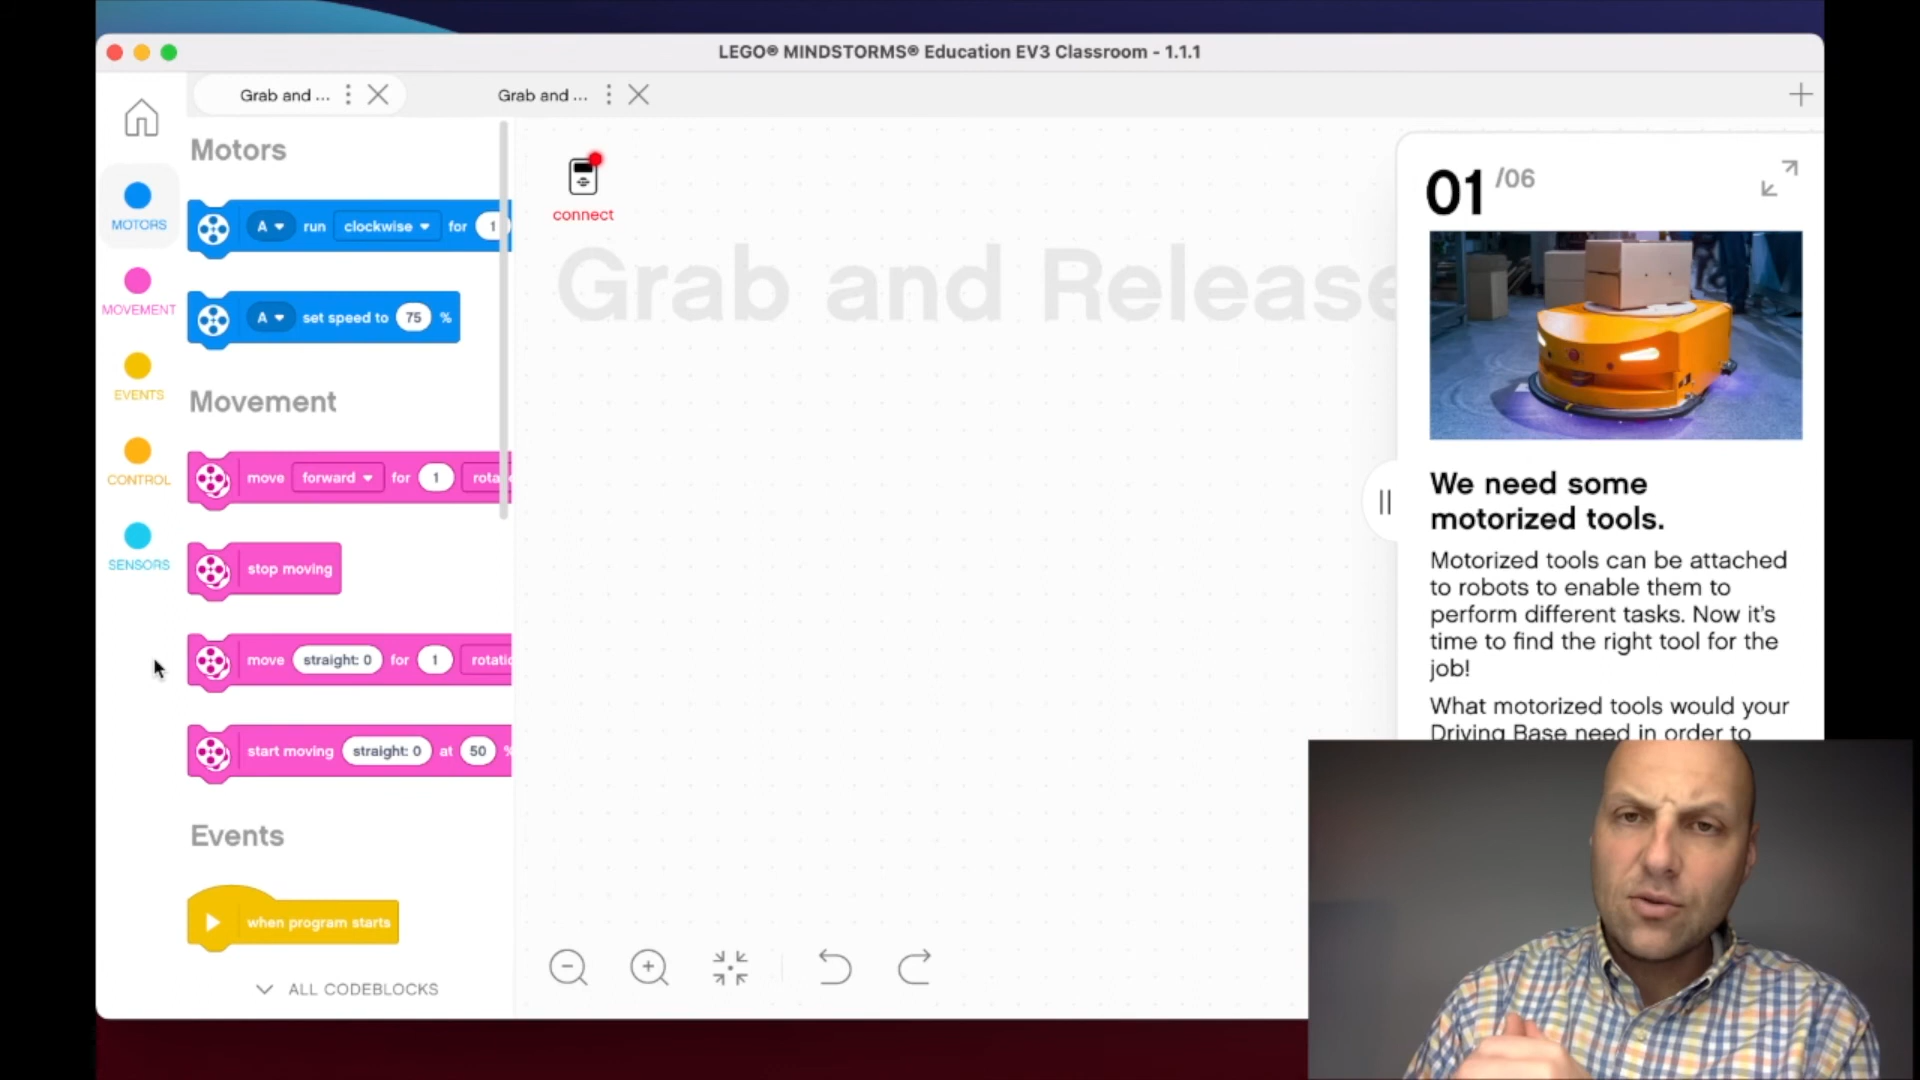 LEGO® MINDSTORMS® Education EV3 Classroom - 1.1.1
Grab and ...
Grab and ...
MOTORS
MOVEMENT
EVENTS
CONTROL
SENSORS
Motors
A run clockwise for 1
A set speed to 75 %
Movement
move forward for 1 rota
stop moving
move straight: 0 for 1 rotatio
start moving straight: 0 at 50 %
Events
when program starts
ALL CODEBLOCKS
connect
Grab and Release
01 /06
We need some
motorized tools.
Motorized tools can be attached
to robots to enable them to
perform different tasks. Now it's
time to find the right tool for the
job!
What motorized tools would your
Driving Base need in order to